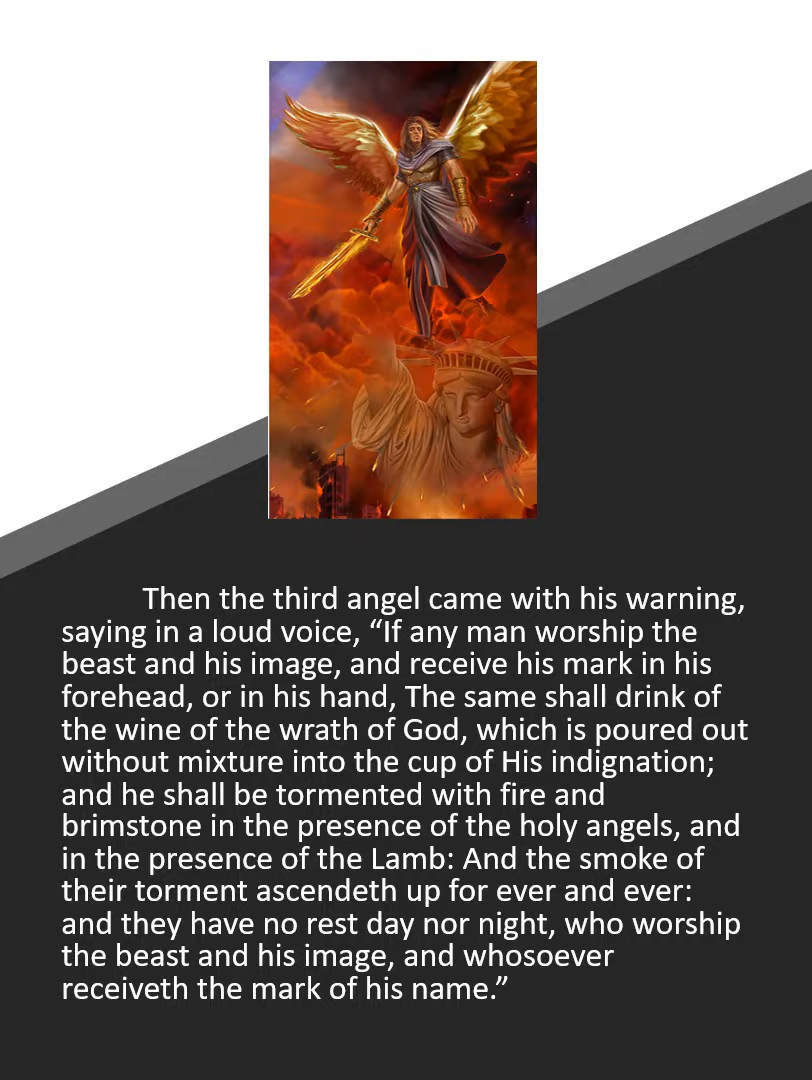 Then the third angel came with his warning,
saying in a loud voice, “If any man worship the
beast and his image, and receive his mark in his
forehead, or in his hand, The same shall drink of
the wine of the wrath of God, which is poured out
without mixture into the cup of His indignation;
and he shall be tormented with fire and
brimstone in the presence of the holy angels, and
in the presence of the Lamb: And the smoke of
their torment ascendeth up for ever and ever:
and they have no rest day nor night, who worship
the beast and his image, and whosoever
receiveth the mark of his name.”